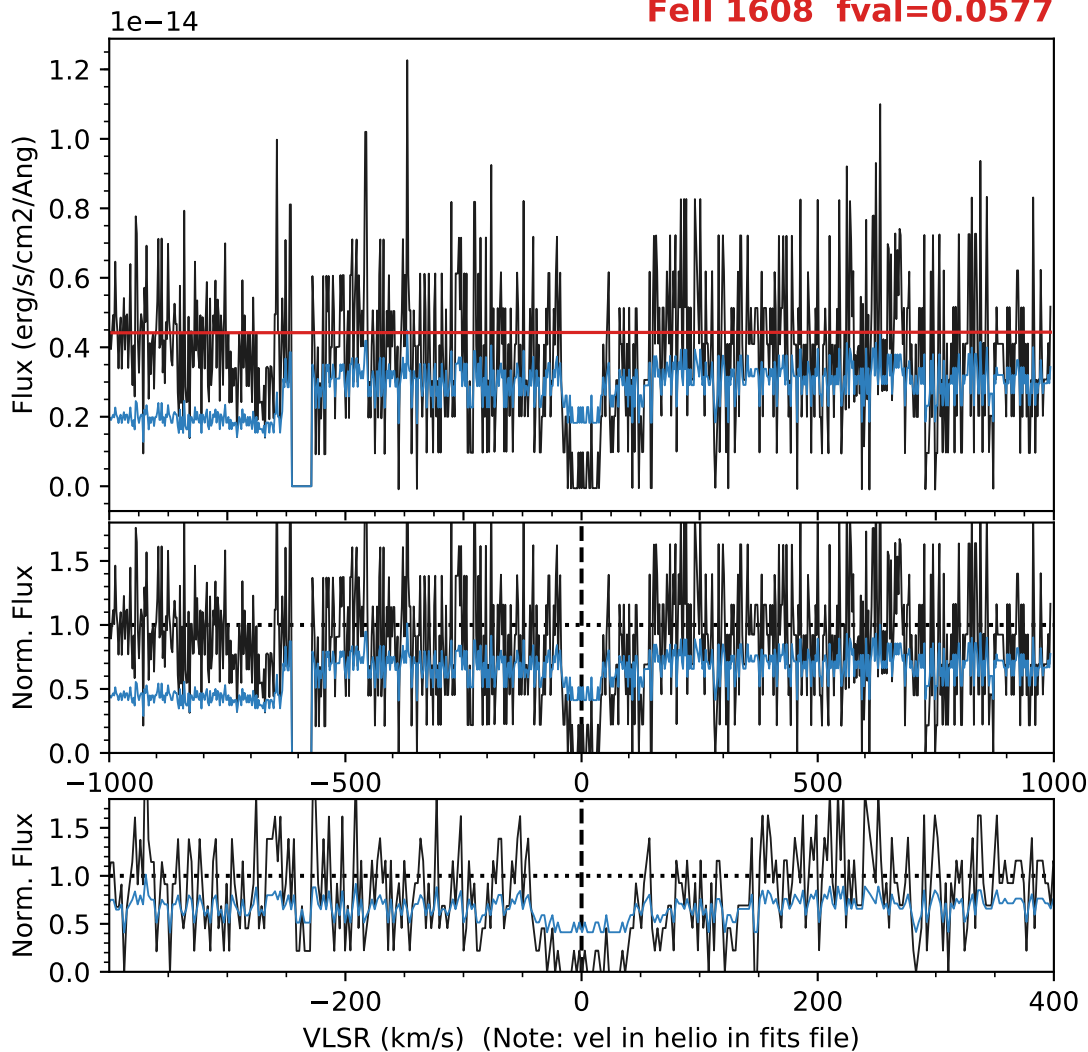 FeII 1608 fval=0.0577
1e−14
1.2
1.0
0.8
0.6
0.4
0.2
0.0
Flux (erg/s/cm2/Ang)
1.5
1.0
0.5
0.0
Norm. Flux
−1000 −500 0 500 1000
1.5
1.0
0.5
0.0
Norm. Flux
−200 0 200 400
VLSR (km/s) (Note: vel in helio in fits file)